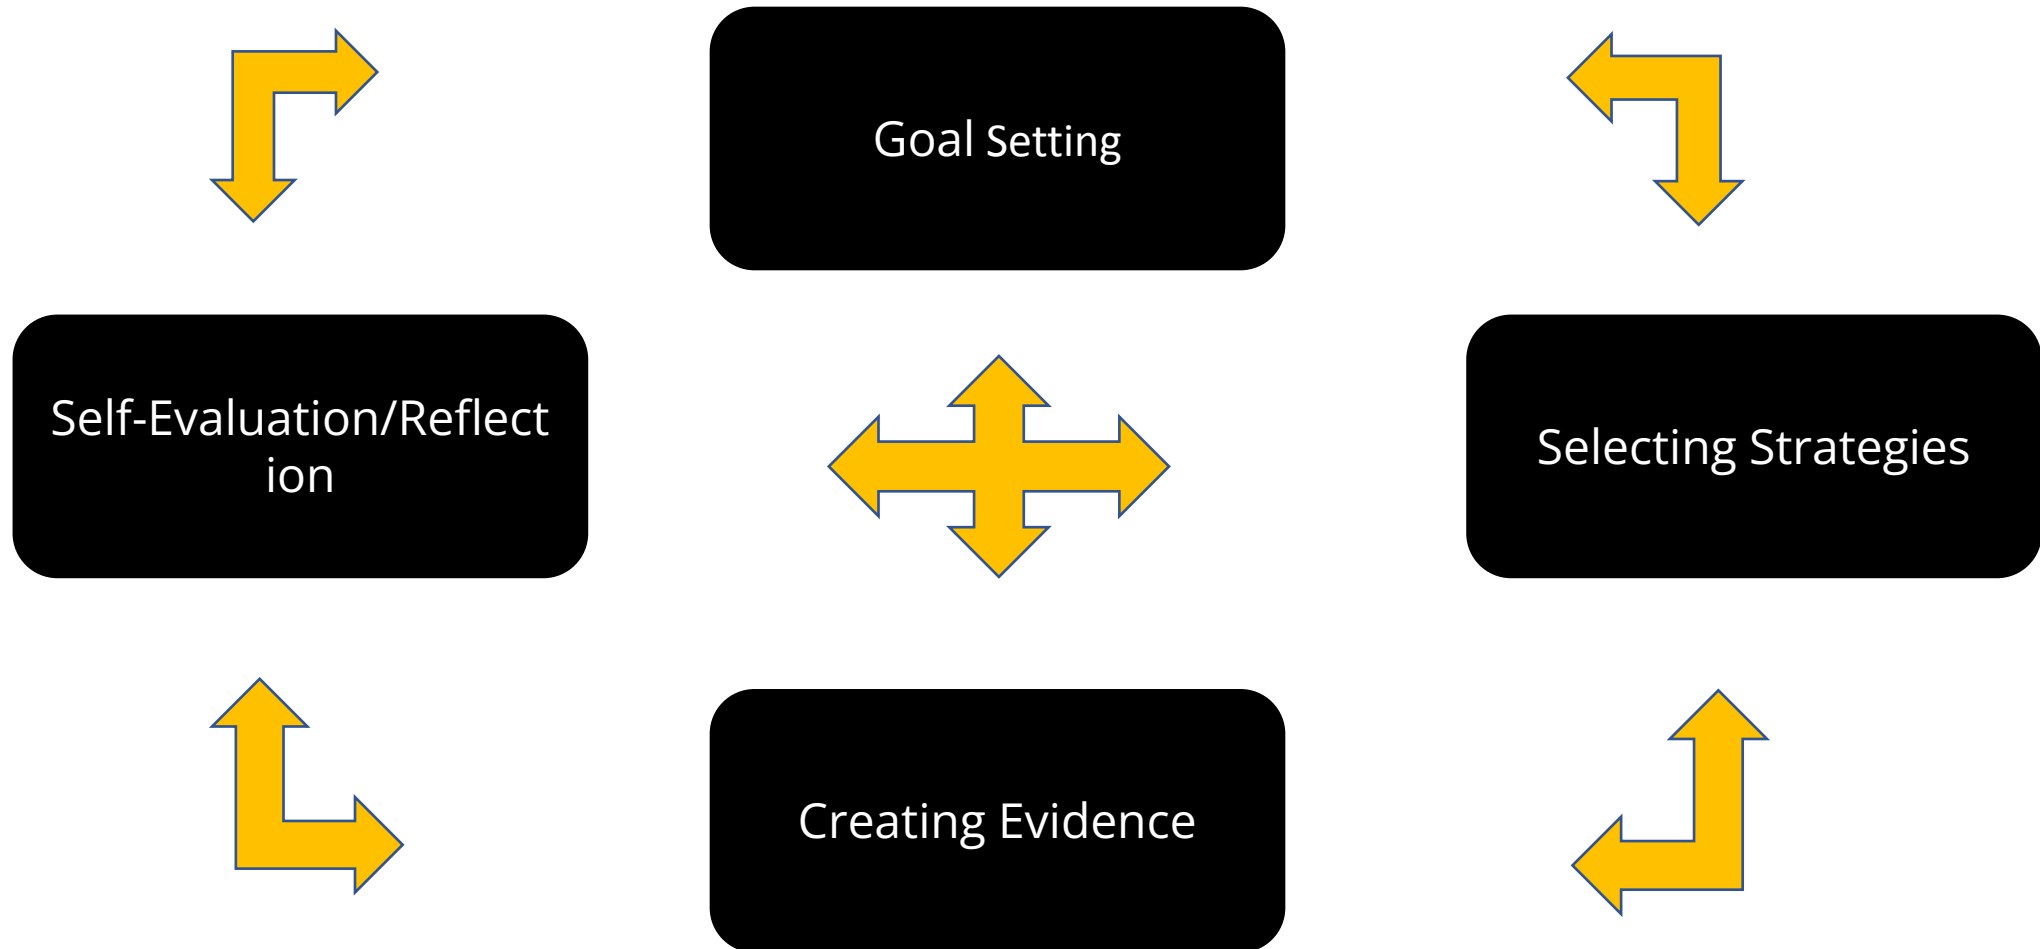 Goal Setting
Self-Evaluation/Reflect
ion
Selecting Strategies
Creating Evidence